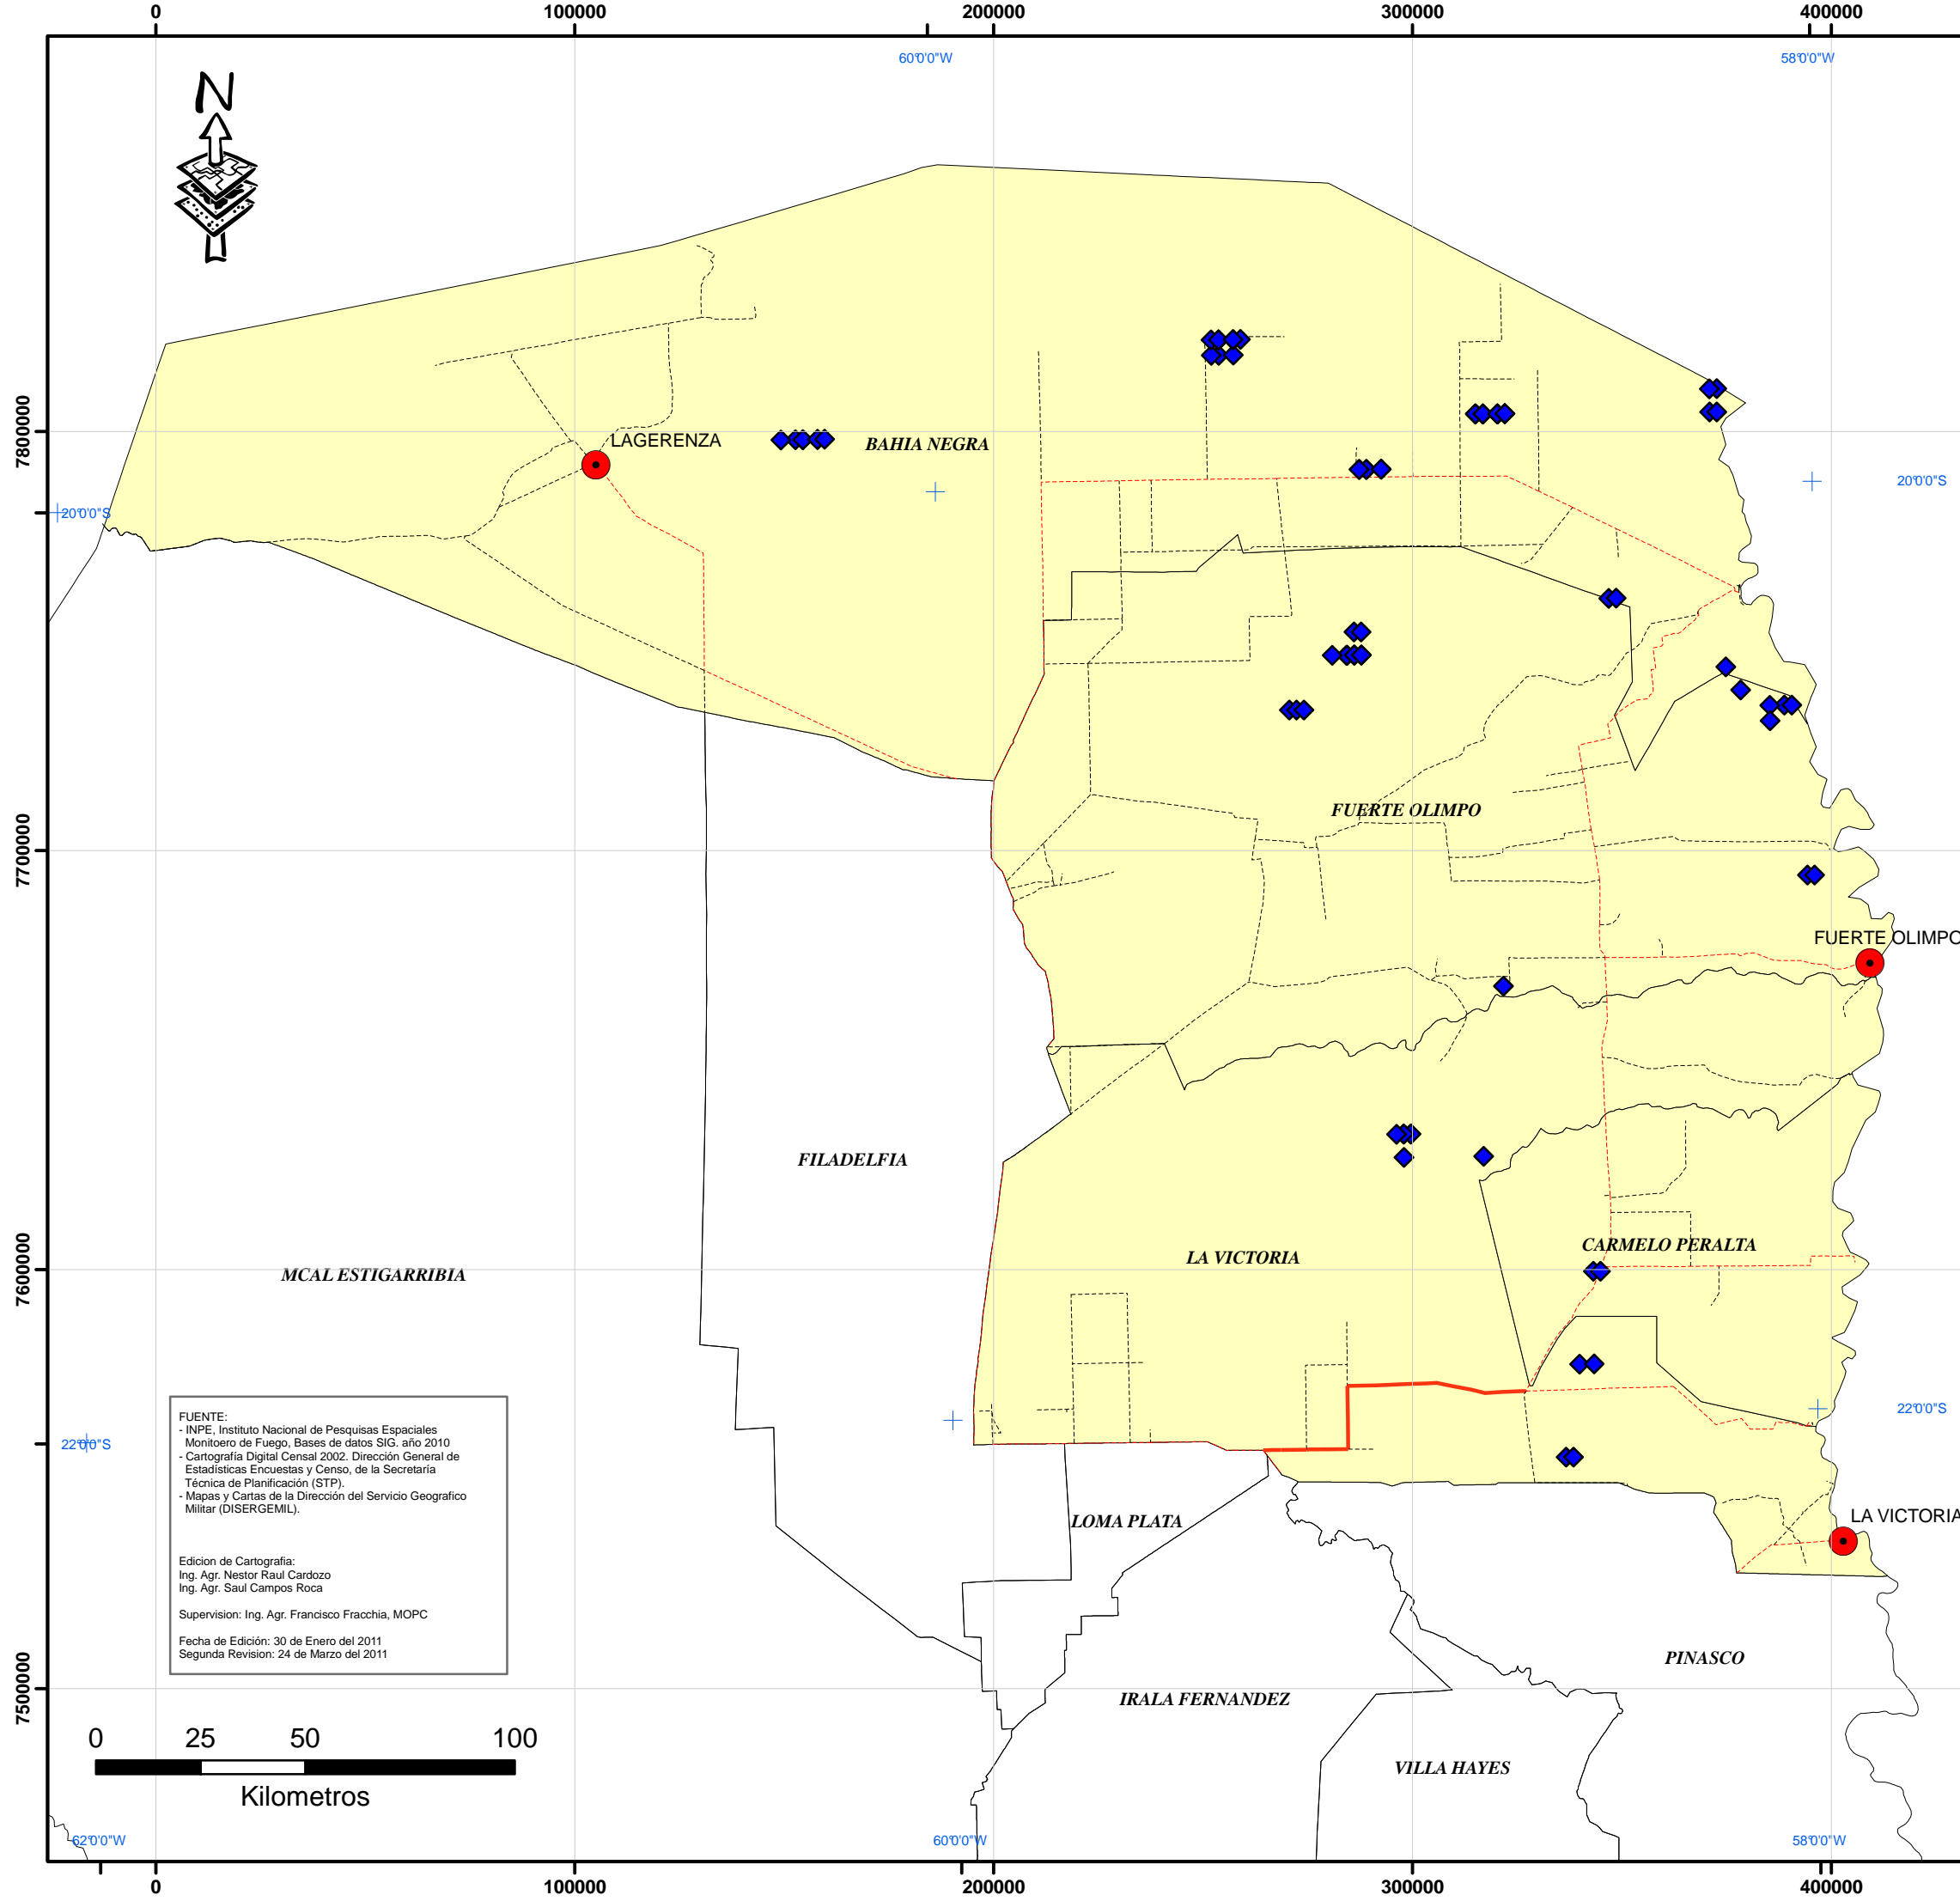 0 100000 200000 300000 400000
60°0'0"W 58°0'0"W
N
7800000
LAGERENZA
BAHIA NEGRA
20°0'0"S 20°0'0"S
7700000
FUERTE OLIMPO
FUERTE OLIMPO
FILADELFIA
7600000
MCAL ESTIGARRIBIA
LA VICTORIA
CARMELO PERALTA
22°0'0"S 22°0'0"S
FUENTE:
- INPE, Instituto Nacional de Pesquisas Espaciales
Monitoero de Fuego, Bases de datos SIG. año 2010
- Cartografía Digital Censal 2002. Dirección General de
Estadísticas Encuestas y Censo, de la Secretaría
Técnica de Planificación (STP).
- Mapas y Cartas de la Dirección del Servicio Geografico
Militar (DISERGEMIL).
Edicion de Cartografia:
Ing. Agr. Nestor Raul Cardozo
Ing. Agr. Saul Campos Roca
Supervision: Ing. Agr. Francisco Fracchia, MOPC
Fecha de Edición: 30 de Enero del 2011
Segunda Revision: 24 de Marzo del 2011
LOMA PLATA
LA VICTORIA
PINASCO
7500000
IRALA FERNANDEZ
VILLA HAYES
0 25 50 100
Kilometros
62°0'0"W 60°0'0"W 58°0'0"W
0 100000 200000 300000 400000